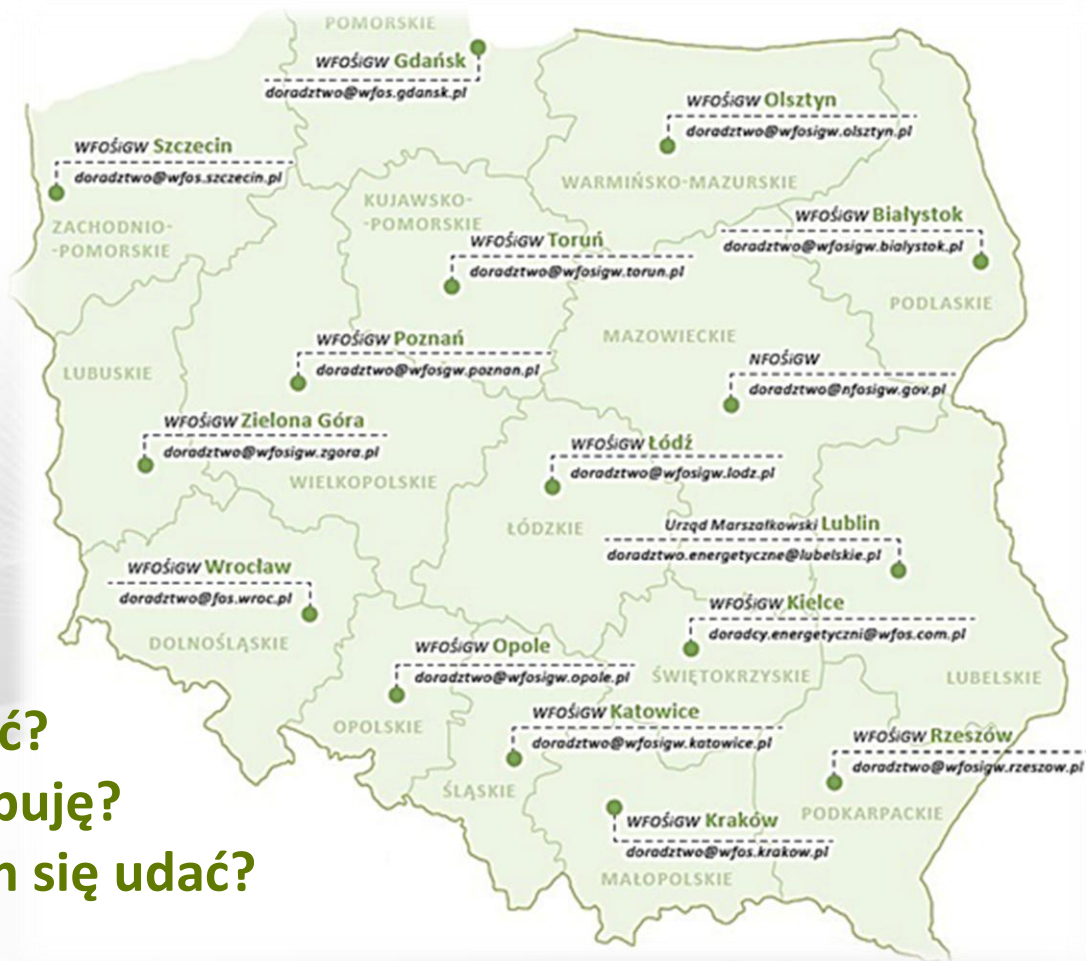 POMORSKIE
WFOŚiGW Gdańsk
doradztwo@wfos.gdansk.pl
WFOŚiGW Olsztyn
doradztwo@wfosigw.olsztyn.pl
WFOŚiGW Szczecin
doradztwo@wfos.szczecin.pl
WARMIŃSKO-MAZURSKIE
KUJAWSKO-
-POMORSKIE
ZACHODNIO-
-POMORSKIE
WFOŚiGW Białystok
doradztwo@wfosigw.bialystok.pl
WFOŚiGW Toruń
doradztwo@wfosigw.torun.pl
PODLASKIE
MAZOWIECKIE
WFOŚiGW Poznań
doradztwo@wfosgw.poznan.pl
NFOŚiGW
doradztwo@nfosigw.gov.pl
LUBUSKIE
WFOŚiGW Zielona Góra
doradztwo@wfosigw.zgora.pl
WFOŚiGW Łódź
doradztwo@wfosigw.lodz.pl
WIELKOPOLSKIE
ŁÓDZKIE
Urząd Marszałkowski Lublin
doradztwo.energetyczne@lubelskie.pl
WFOŚiGW Wrocław
doradztwo@fos.wroc.pl
DOLNOŚLĄSKIE
WFOŚiGW Kielce
doradcy.energetyczni@wfos.com.pl
WFOŚiGW Opole
doradztwo@wfosigw.opole.pl
ŚWIĘTOKRZYSKIE
LUBELSKIE
OPOLSKIE
WFOŚiGW Katowice
doradztwo@wfosigw.katowice.pl
WFOŚiGW Rzeszów
doradztwo@wfosigw.rzeszow.pl
ŚLĄSKIE
PODKARPACKIE
WFOŚiGW Kraków
doradztwo@wfos.krakow.pl
MAŁOPOLSKIE
ć?
buję?
się udać?